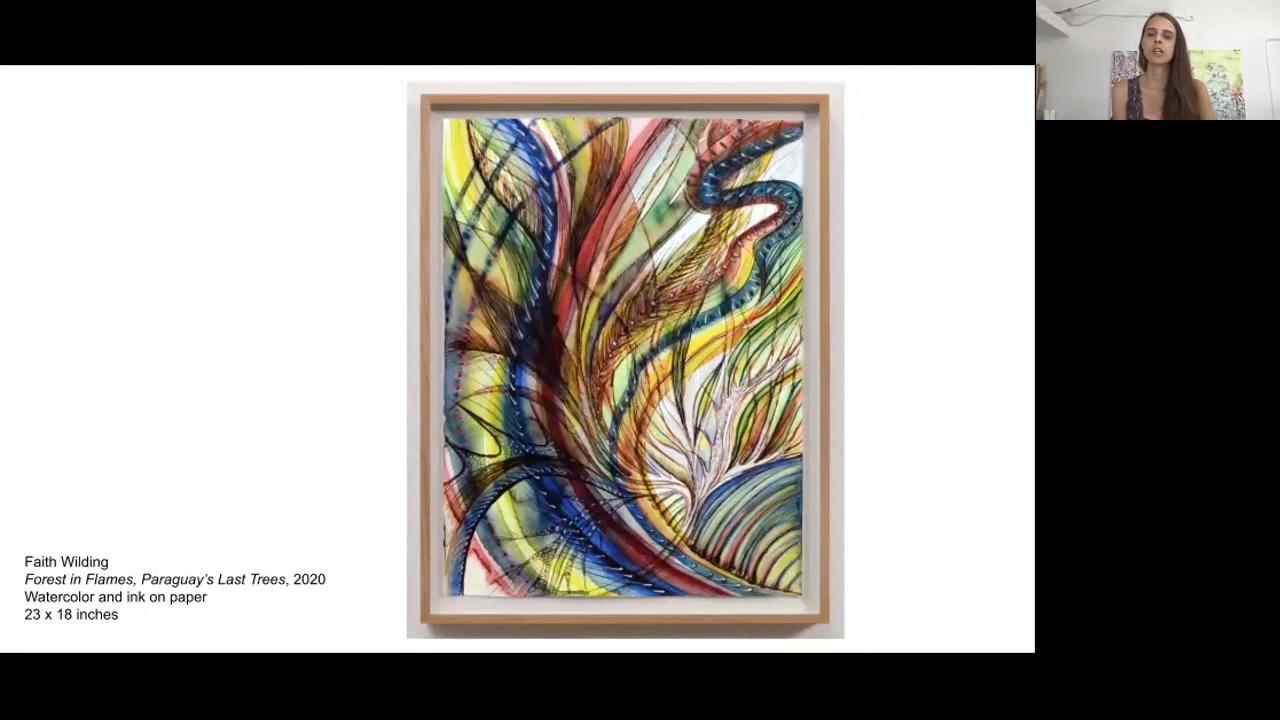 Faith Wilding
Forest in Flames, Paraguay's Last Trees, 2020
Watercolor and ink on paper
23 x 18 inches